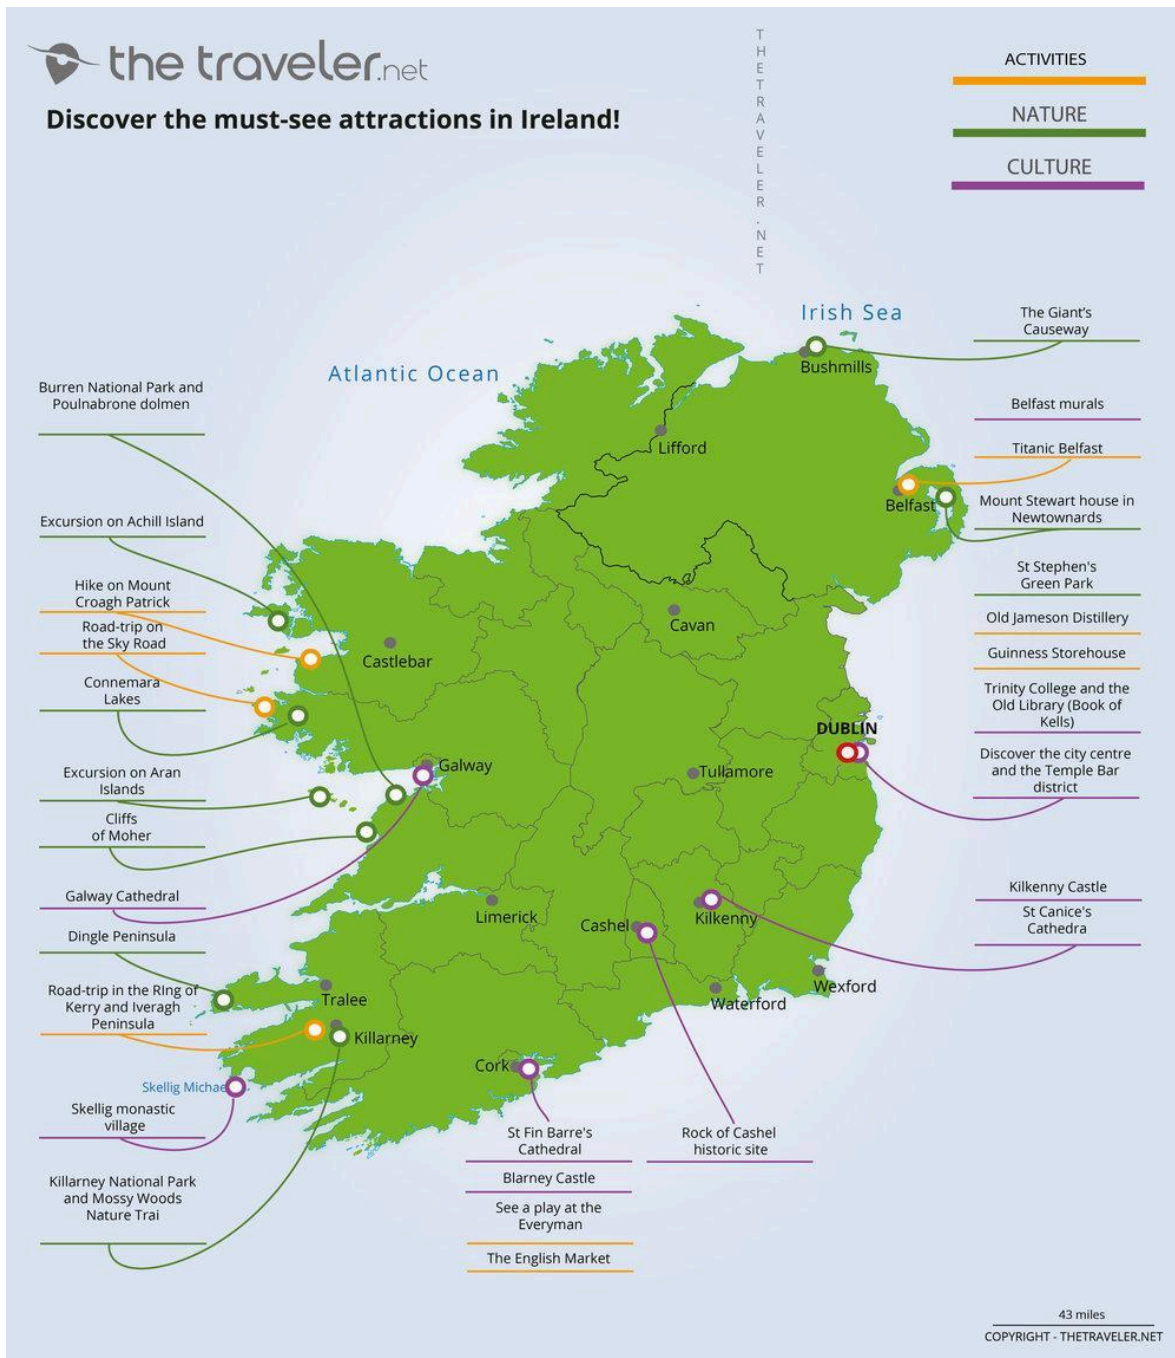 the traveler.net
Discover the must-see attractions in Ireland!
THETRAVELER.NET
ACTIVITIES
NATURE
CULTURE
Irish Sea
Atlantic Ocean
The Giant's
Causeway
Belfast murals
Titanic Belfast
Mount Stewart house in
Newtownards
St Stephen's
Green Park
Old Jameson Distillery
Guinness Storehouse
Trinity College and the
Old Library (Book of
Kells)
Discover the city centre
and the Temple Bar
district
Kilkenny Castle
St Canice's
Cathedra
Burren National Park and
Poulnabrone dolmen
Excursion on Achill Island
Hike on Mount
Croagh Patrick
Road-trip on
the Sky Road
Connemara
Lakes
Excursion on Aran
Islands
Cliffs
of Moher
Galway Cathedral
Dingle Peninsula
Road-trip in the RIng of
Kerry and Iveragh
Peninsula
Skellig Michae
Skellig monastic
village
Killarney National Park
and Mossy Woods
Nature Trai
Bushmills
Lifford
Belfast
Cavan
Castlebar
DUBLIN
Galway
Tullamore
Limerick
Cashel
Kilkenny
Wexford
Waterford
Tralee
Killarney
Cork
St Fin Barre's
Cathedral
Blarney Castle
See a play at the
Everyman
The English Market
Rock of Cashel
historic site
43 miles
COPYRIGHT - THETRAVELER.NET